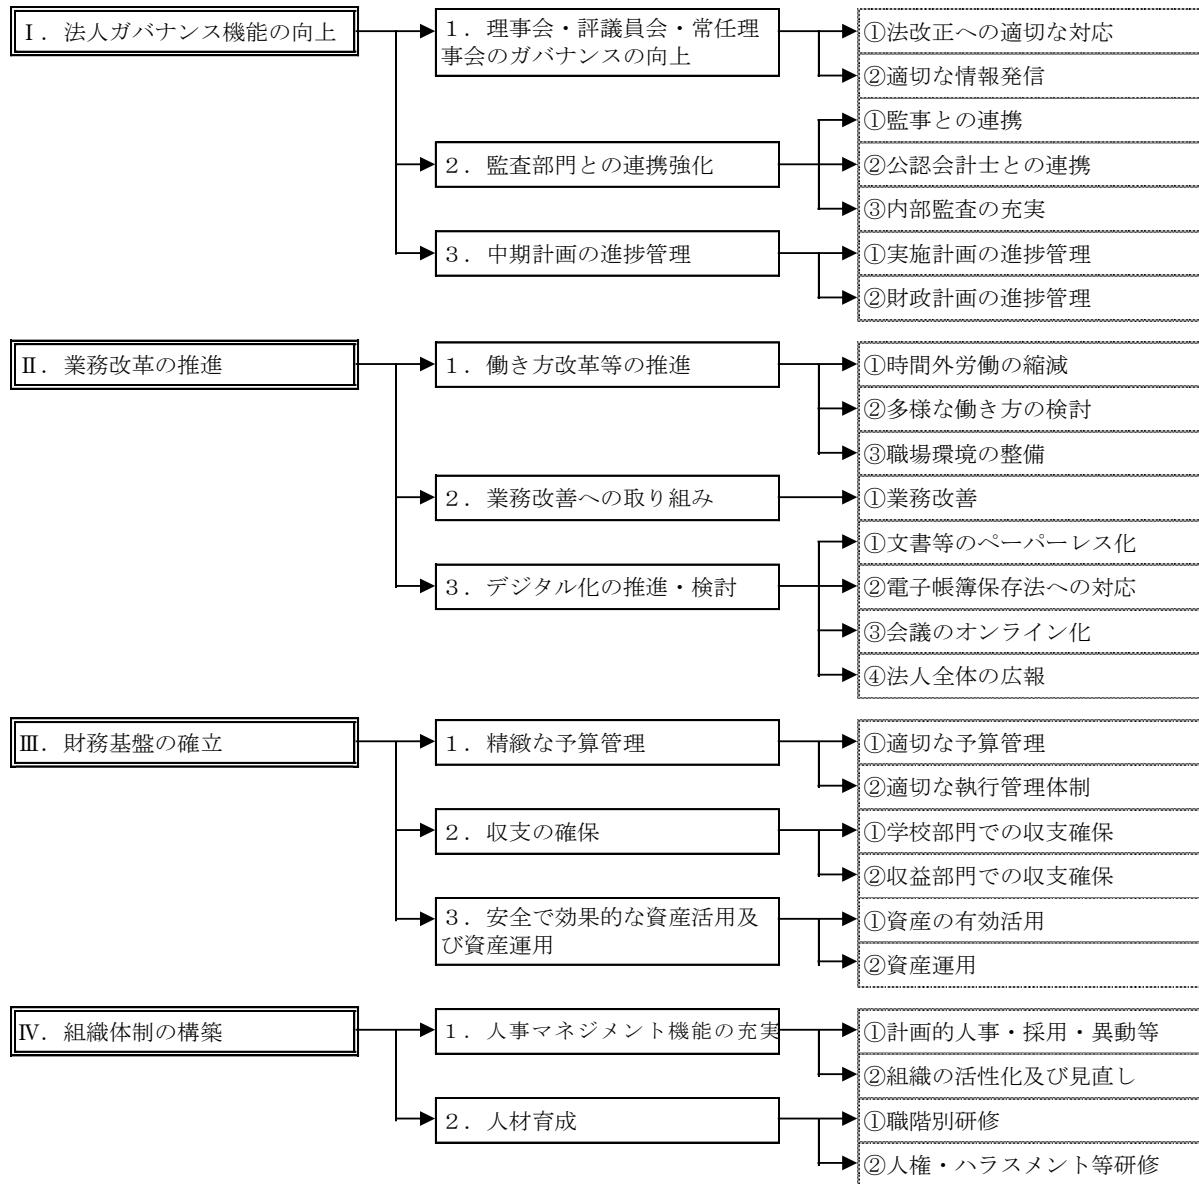 Ⅰ．法人ガバナンス機能の向上
１．理事会・評議員会・常任理
事会のガバナンスの向上
①法改正への適切な対応
②適切な情報発信
２．監査部門との連携強化
①監事との連携
②公認会計士との連携
③内部監査の充実
３．中期計画の進捗管理
①実施計画の進捗管理
②財政計画の進捗管理
Ⅱ．業務改革の推進
１．働き方改革等の推進
①時間外労働の縮減
②多様な働き方の検討
③職場環境の整備
２．業務改善への取り組み
①業務改善
３．デジタル化の推進・検討
①文書等のペーパーレス化
②電子帳簿保存法への対応
③会議のオンライン化
④法人全体の広報
Ⅲ．財務基盤の確立
１．精緻な予算管理
①適切な予算管理
②適切な執行管理体制
２．収支の確保
①学校部門での収支確保
②収益部門での収支確保
３．安全で効果的な資産活用及
び資産運用
①資産の有効活用
②資産運用
Ⅳ．組織体制の構築
１．人事マネジメント機能の充実
①計画的人事・採用・異動等
②組織の活性化及び見直し
２．人材育成
①職階別研修
②人権・ハラスメント等研修